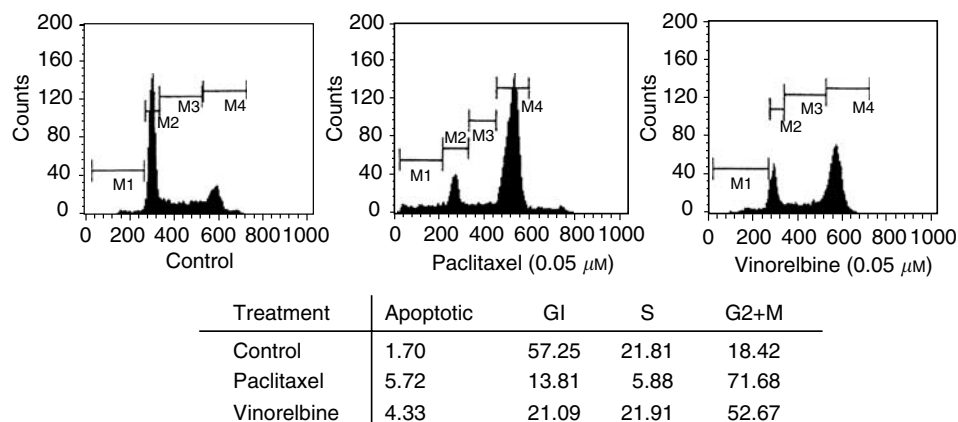 200
160
120
80
40
0
Counts
M1
M2
M3
M4
0 200 400 600 800 1000
Control
200
160
120
80
40
0
Counts
M1
M2
M3
M4
0 200 400 600 800 1000
Paclitaxel (0.05 μM)
200
160
120
80
40
0
Counts
M1
M2
M3
M4
0 200 400 600 800 1000
Vinorelbine (0.05 μM)
Treatment Apoptotic GI S G2+M
Control 1.70 57.25 21.81 18.42
Paclitaxel 5.72 13.81 5.88 71.68
Vinorelbine 4.33 21.09 21.91 52.67